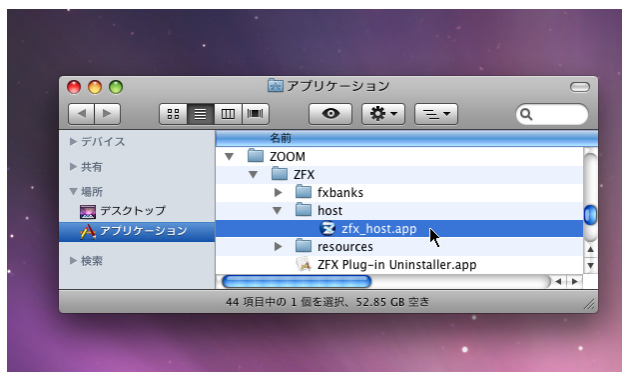 アプリケーション
名前
▶ デバイス
▶ 共有
▼ 場所
デスクトップ
アプリケーション
▶ 検索
▼ ZOOM
▼ ZFX
▶ fxbanks
▼ host
zfx_host.app
▶ resources
ZFX Plug-in Uninstaller.app
44 項目中の 1 個を選択、52.85 GB 空き